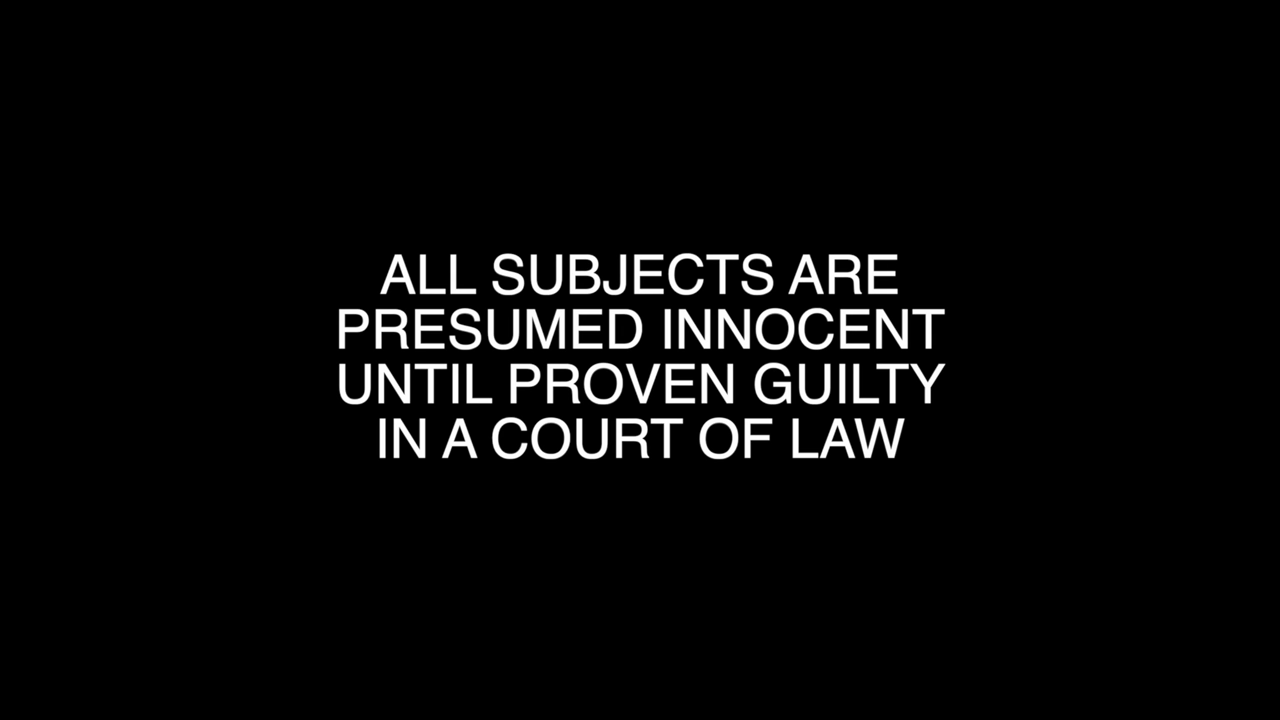 ALL SUBJECTS ARE
PRESUMED INNOCENT
UNTIL PROVEN GUILTY
IN A COURT OF LAW